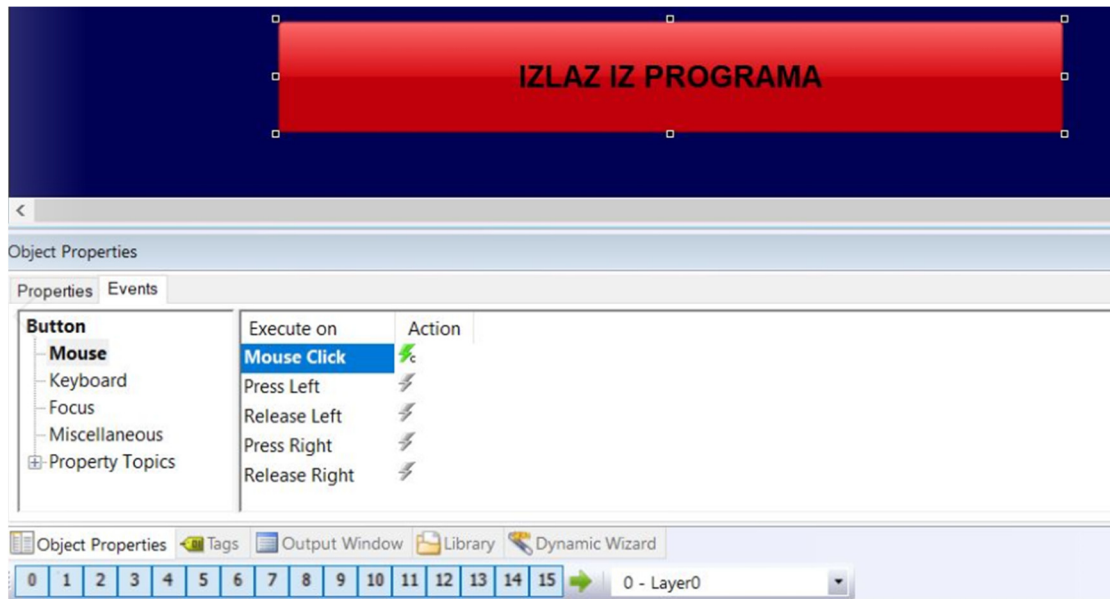 IZLAZ IZ PROGRAMA
Object Properties
Properties Events
Button
Mouse
Keyboard
Focus
Miscellaneous
Property Topics
Execute on Action
Mouse Click
Press Left
Release Left
Press Right
Release Right
Object Properties Tags Output Window Library Dynamic Wizard
0 1 2 3 4 5 6 7 8 9 10 11 12 13 14 15 0 - Layer0